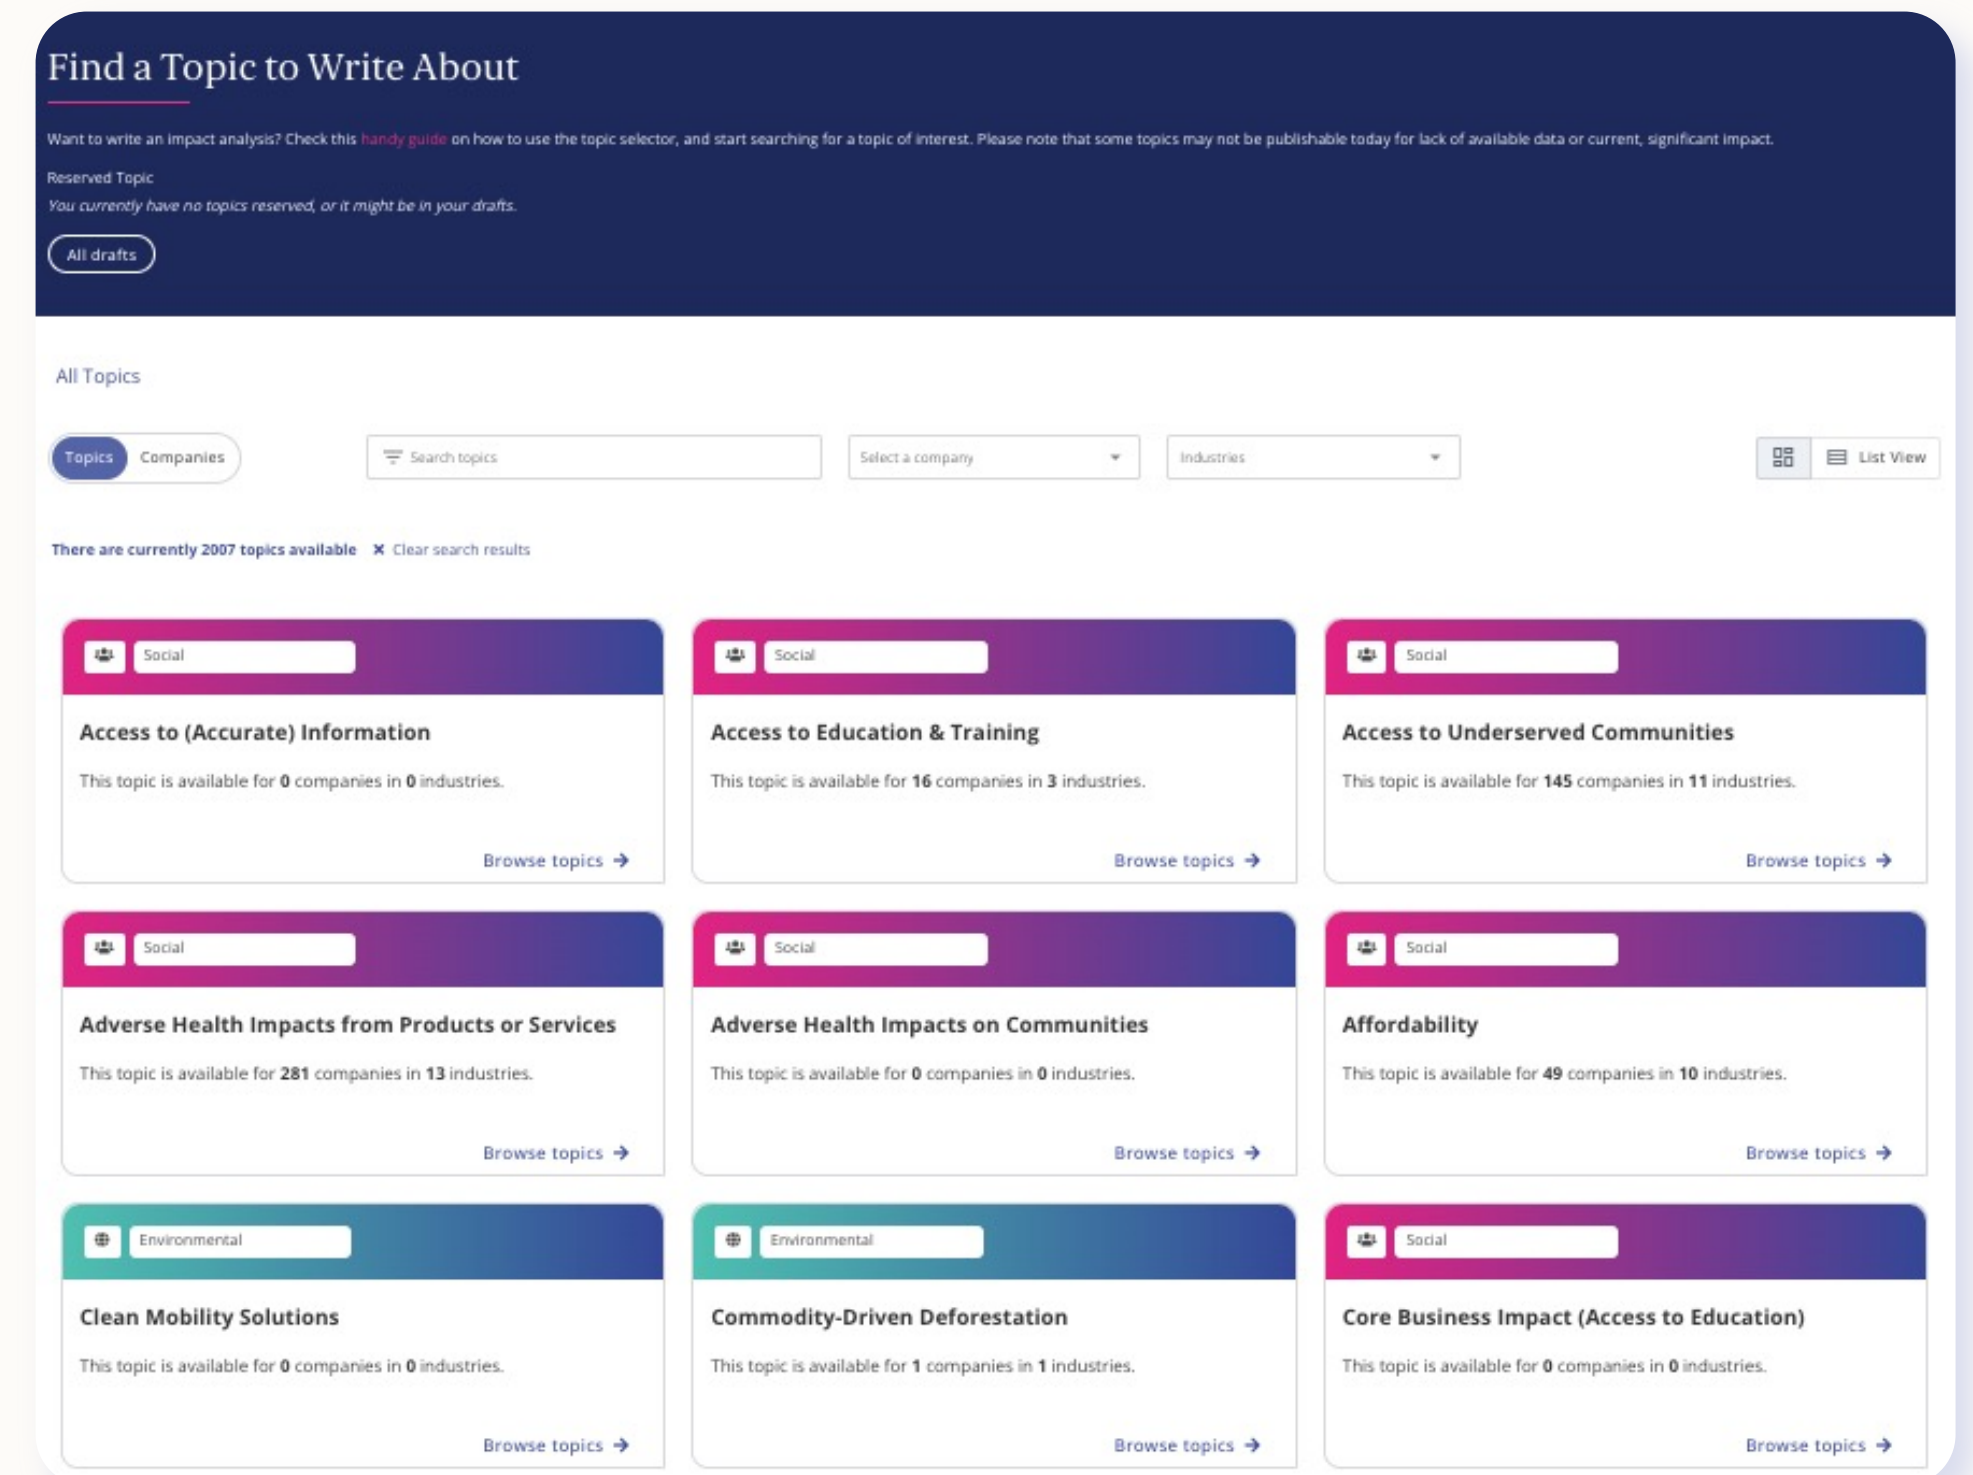 Find a Topic to Write About
Want to write an impact analysis? Check this handy guide on how to use the topic selector, and start searching for a topic of interest. Please note that some topics may not be publishable today for lack of available data or current, significant impact.
Reserved Topic
You currently have no topics reserved, or it might be in your drafts.
All drafts
All Topics
Topics Companies Search topics Select a company Industries List View
There are currently 2007 topics available Clear search results
Social
Access to (Accurate) Information
This topic is available for 0 companies in 0 industries.
Browse topics →
Social
Access to Education & Training
This topic is available for 16 companies in 3 industries.
Browse topics →
Social
Access to Underserved Communities
This topic is available for 145 companies in 11 industries.
Browse topics →
Social
Adverse Health Impacts from Products or Services
This topic is available for 281 companies in 13 industries.
Browse topics →
Social
Adverse Health Impacts on Communities
This topic is available for 0 companies in 0 industries.
Browse topics →
Social
Affordability
This topic is available for 49 companies in 10 industries.
Browse topics →
Environmental
Clean Mobility Solutions
This topic is available for 0 companies in 0 industries.
Browse topics →
Environmental
Commodity-Driven Deforestation
This topic is available for 1 companies in 1 industries.
Browse topics →
Social
Core Business Impact (Access to Education)
This topic is available for 0 companies in 0 industries.
Browse topics →